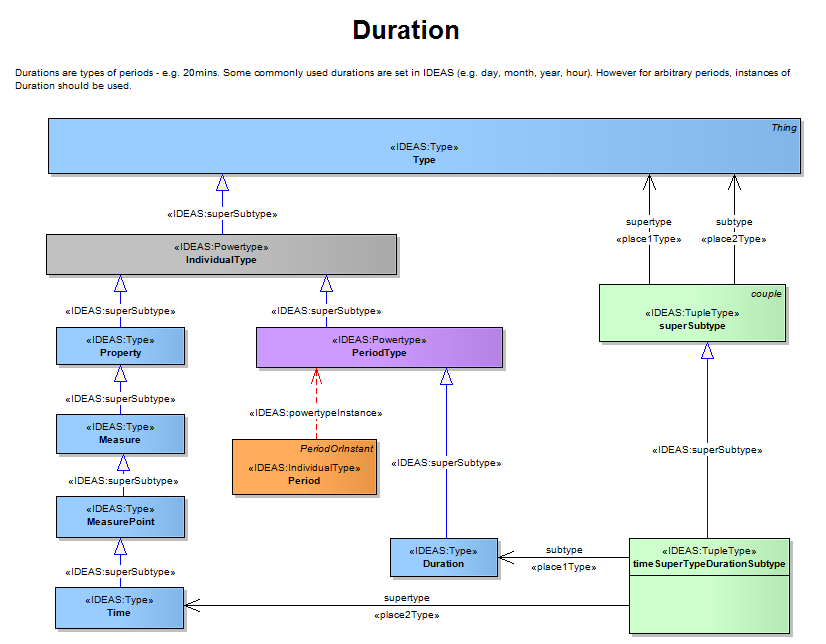 Duration
Durations are types of periods - e.g. 20mins. Some commonly used durations are set in IDEAS (e.g. day, month, year, hour). However for arbitrary periods, instances of
Duration should be used.
Thing
«IDEAS:Type»
Type
«IDEAS:superSubtype»
supertype
«place1Type»
subtype
«place2Type»
«IDEAS:Powertype»
IndividualType
couple
«IDEAS:TupleType»
superSubtype
«IDEAS:superSubtype»
«IDEAS:superSubtype»
«IDEAS:Type»
Property
«IDEAS:Powertype»
PeriodType
«IDEAS:superSubtype»
«IDEAS:powertypeInstance»
«IDEAS:Type»
Measure
PeriodOrInstant
«IDEAS:IndividualType»
Period
«IDEAS:superSubtype»
«IDEAS:superSubtype»
«IDEAS:superSubtype»
«IDEAS:Type»
MeasurePoint
«IDEAS:Type»
Duration
subtype
«place1Type»
«IDEAS:TupleType»
timeSuperTypeDurationSubtype
«IDEAS:superSubtype»
«IDEAS:Type»
Time
supertype
«place2Type»